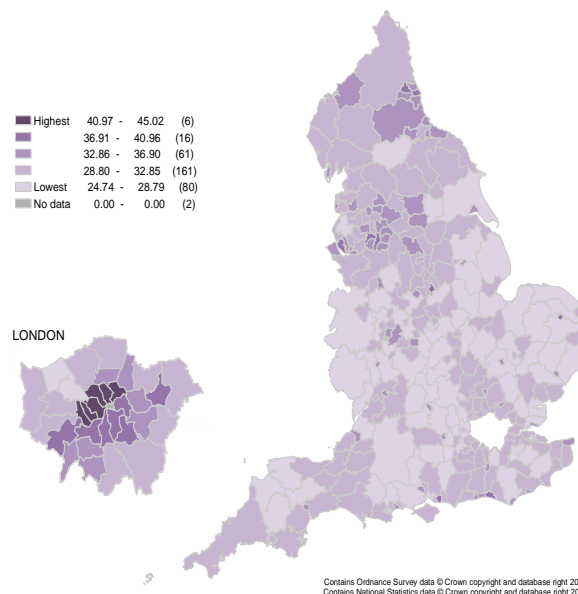 Highest 40.97 - 45.02 (6)
36.91 - 40.96 (16)
32.86 - 36.90 (61)
28.80 - 32.85 (161)
Lowest 24.74 - 28.79 (80)
No data 0.00 - 0.00 (2)
LONDON
Contains Ordnance Survey data © Crown copyright and database right
Contains National Statistics data © Crown copyright and database right